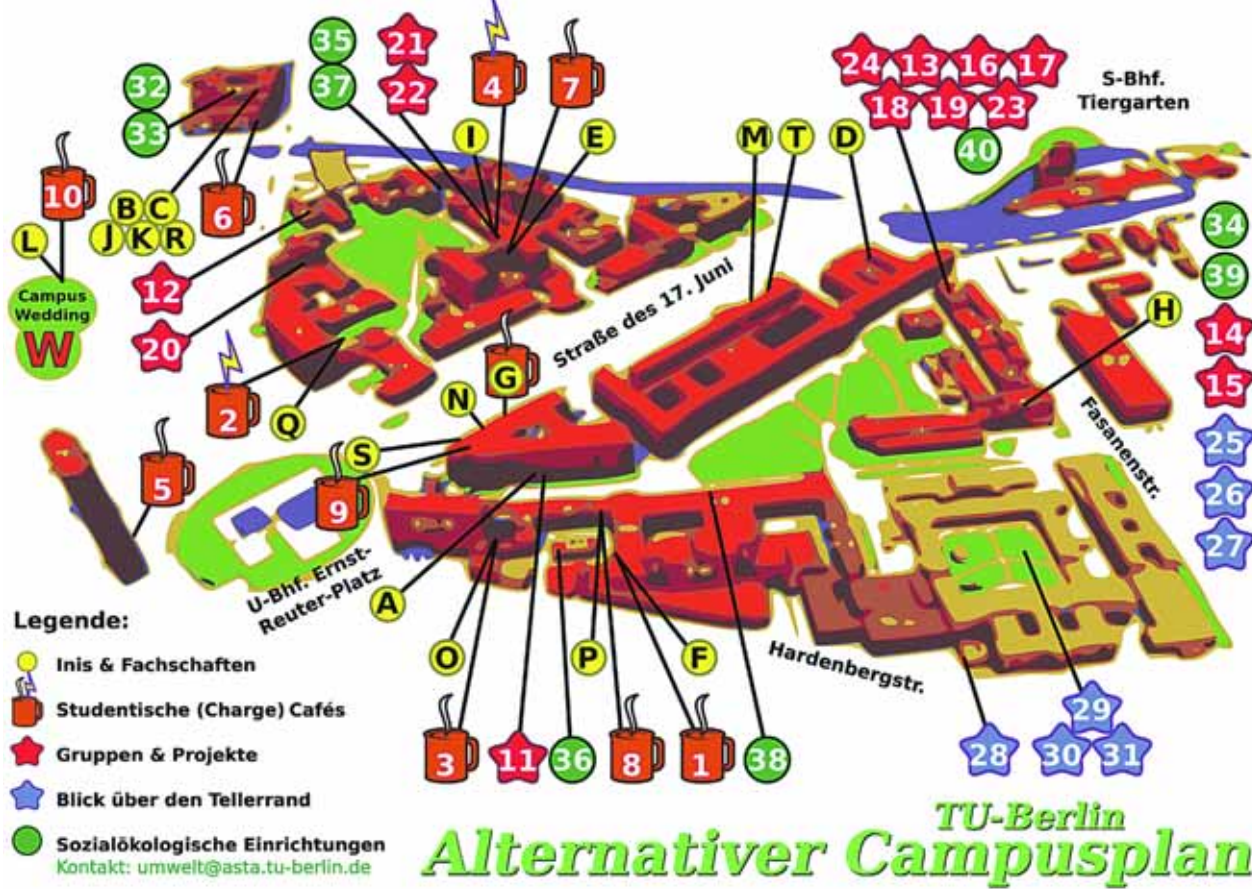 35 21 4 7
24 13 16 17
S-Bhf.
Tiergarten
32 37 22
18 19 23
33 I E M T D 40
10 6 B C
J K R
L
34
Campus
Wedding
W
12
39
20
Straße des 17. Juni
H
14
G
15
2 Q N
Fasanenstr.
S
25
5 9
26
27
U-Bhf. Ernst-
Reuter-Platz
A
Legende:
Inis & Fachschaften
O P F
Hardenbergstr.
Studentische (Charge) Cafés
29
Gruppen & Projekte
3 11 36 8 1 38 28 30 31
Blick über den Tellerrand
Sozialökologische Einrichtungen
Kontakt: umwelt@asta.tu-berlin.de
TU-Berlin
Alternativer Campusplan